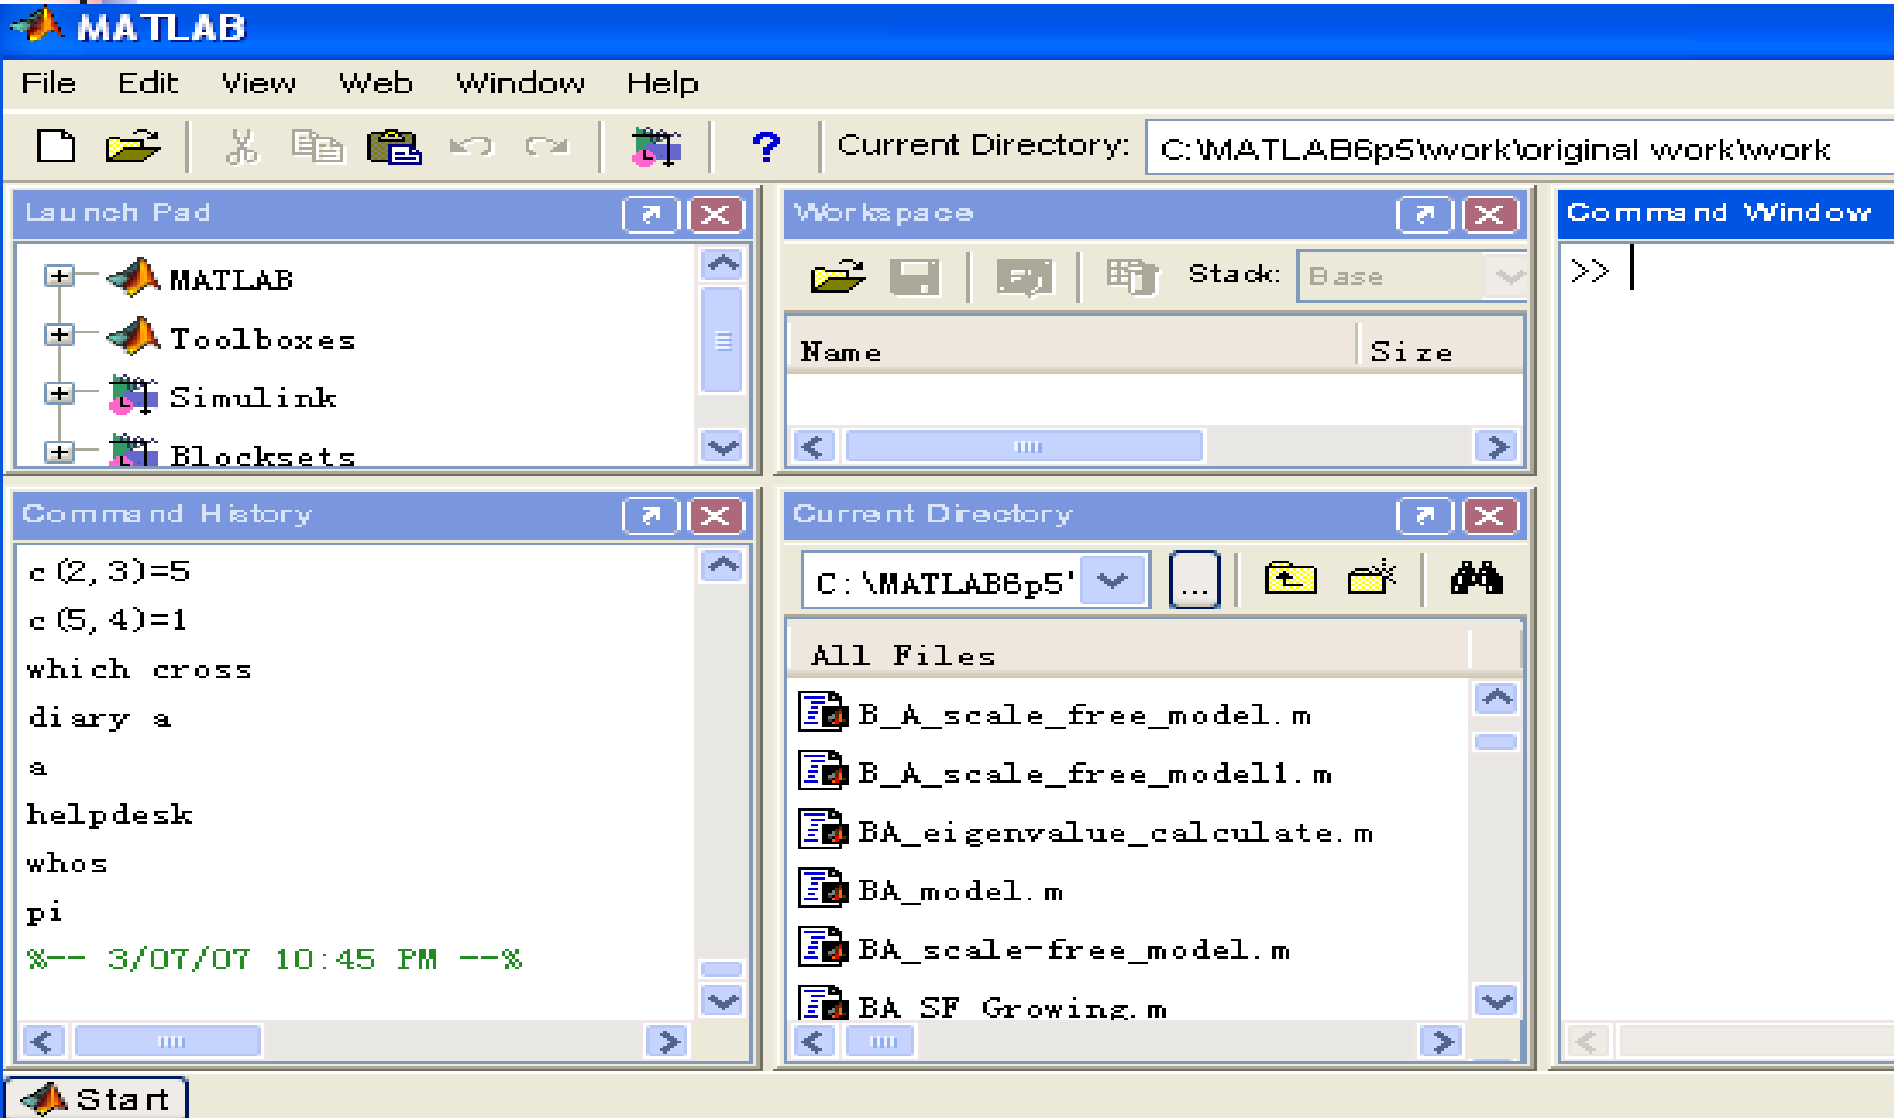 MATLAB
File Edit View Web Window Help
? Current Directory: C:\MATLAB6p5\work\original work\work
Launch Pad
MATLAB
Toolboxes
Simulink
Blocksets
Workspace
Stack: Base
Name Size
Command Window
>>
Command History
c(2,3)=5
c(5,4)=1
which cross
diary a
a
helpdesk
whos
pi
%-- 3/07/07 10:45 PM --%
Current Directory
C:\MATLAB6p5' ...
All Files
B_A_scale_free_model.m
B_A_scale_free_model1.m
BA_eigenvalue_calculate.m
BA_model.m
BA_scale-free_model.m
BA SF Growing.m
Start